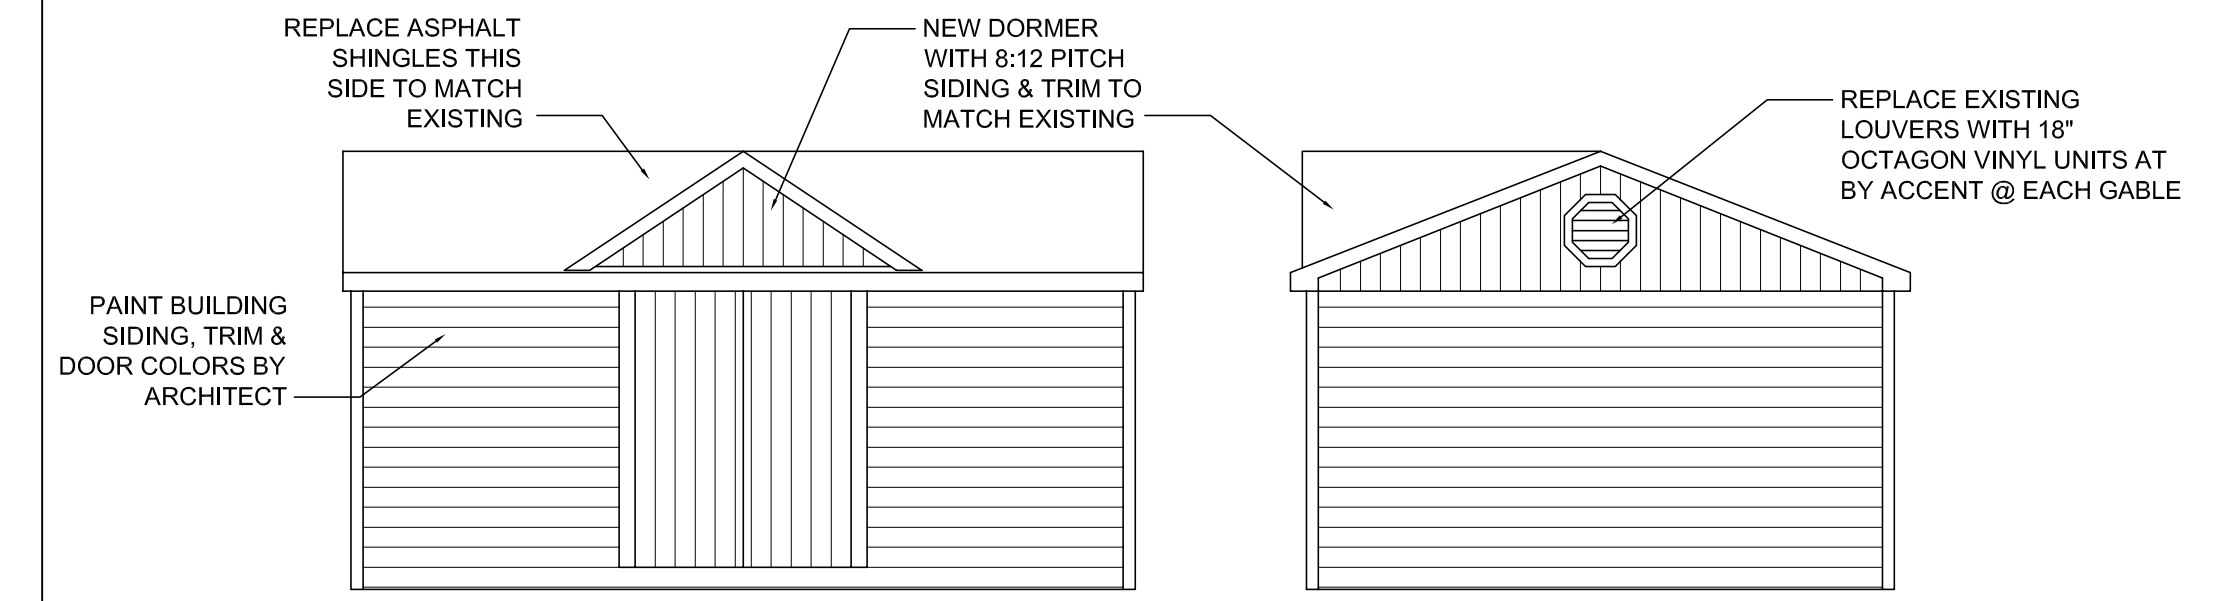 REPLACE ASPHALT
SHINGLES THIS
SIDE TO MATCH
EXISTING
NEW DORMER
WITH 8:12 PITCH
SIDING & TRIM TO
MATCH EXISTING
REPLACE EXISTING
LOUVERS WITH 18"
OCTAGON VINYL UNITS AT
BY ACCENT @ EACH GABLE
PAINT BUILDING
SIDING, TRIM &
DOOR COLORS BY
ARCHITECT